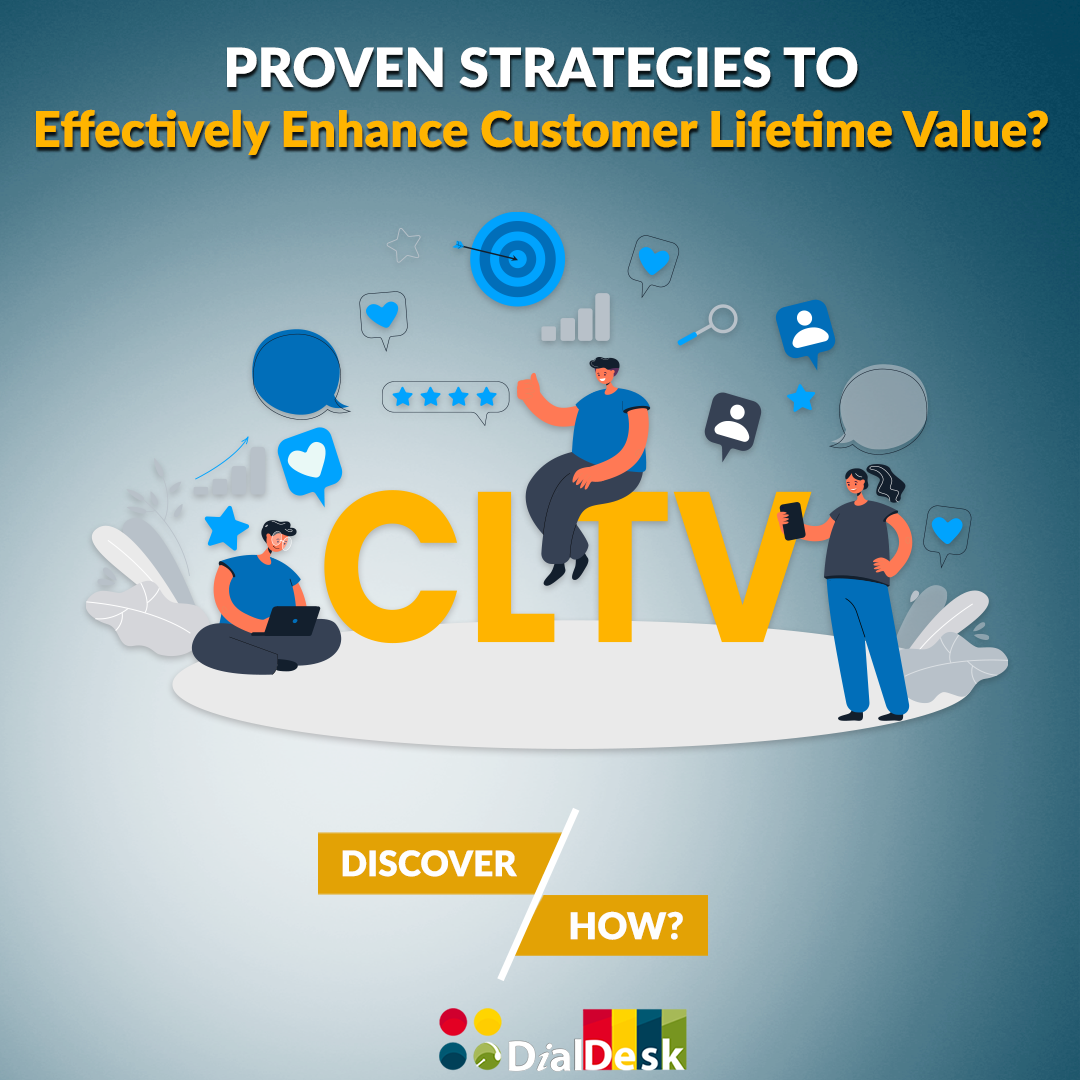 PROVEN STRATEGIES TO
Effectively Enhance Customer Lifetime Value?
CLTV
DISCOVER
HOW?
DialDesk